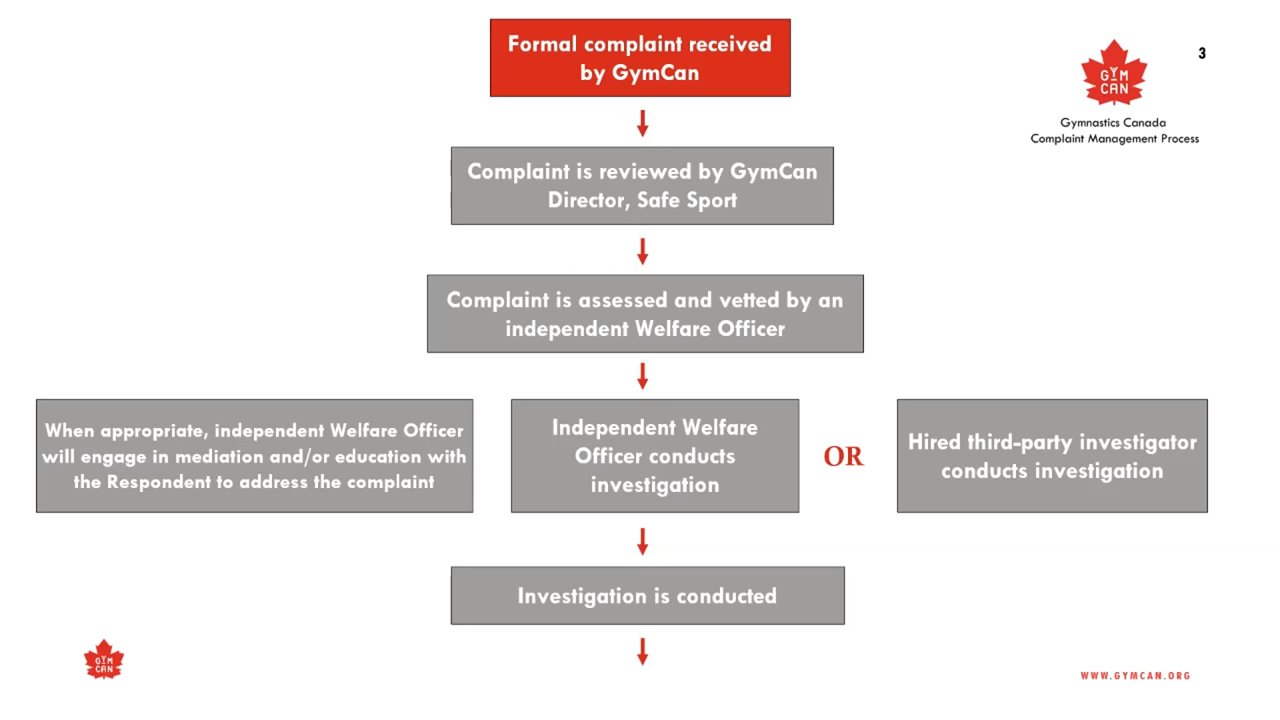 Formal complaint received
by GymCan
3
GYM
CAN
Gymnastics Canada
Complaint Management Process
Complaint is reviewed by GymCan
Director, Safe Sport
Complaint is assessed and vetted by an
independent Welfare Officer
When appropriate, independent Welfare Officer
will engage in mediation and/or education with
the Respondent to address the complaint
Independent Welfare
Officer conducts
investigation
OR
Hired third-party investigator
conducts investigation
Investigation is conducted
GYM
CAN
WWW.GYMCAN.ORG